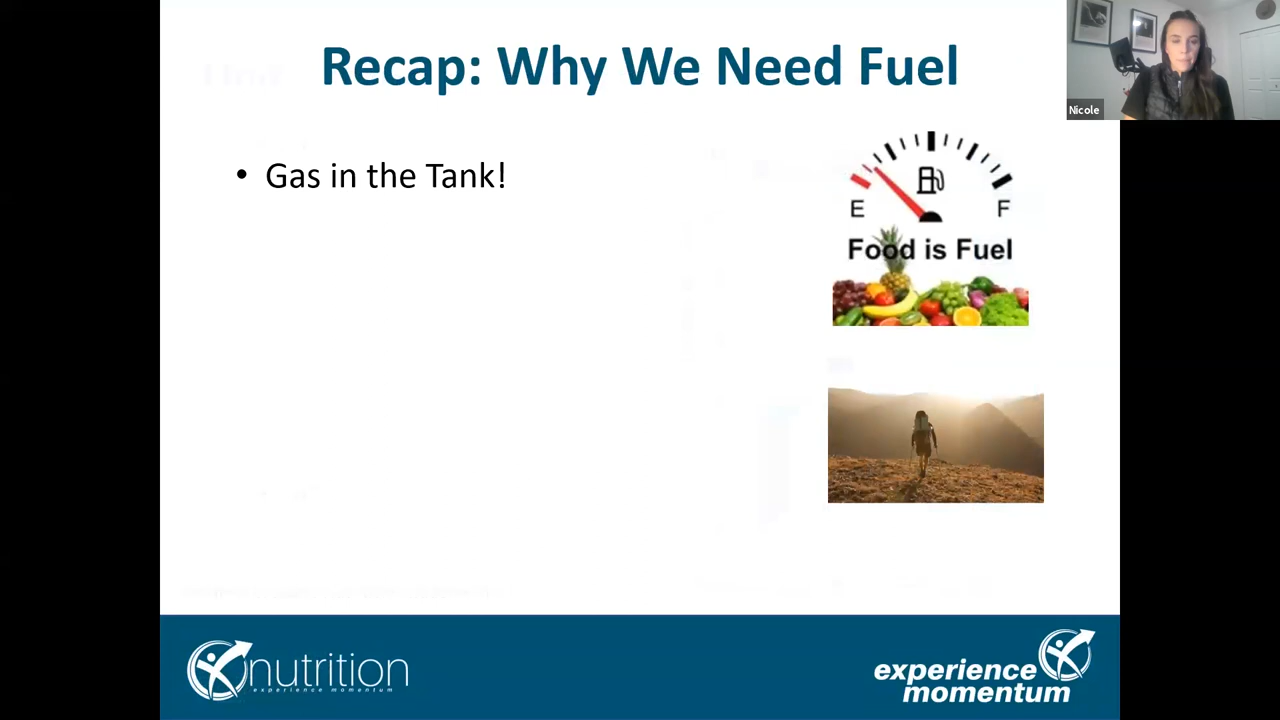 Recap: Why We Need Fuel
Nicole
• Gas in the Tank!
E
F
Food is Fuel
nutrition
experience momentum
experience
momentum